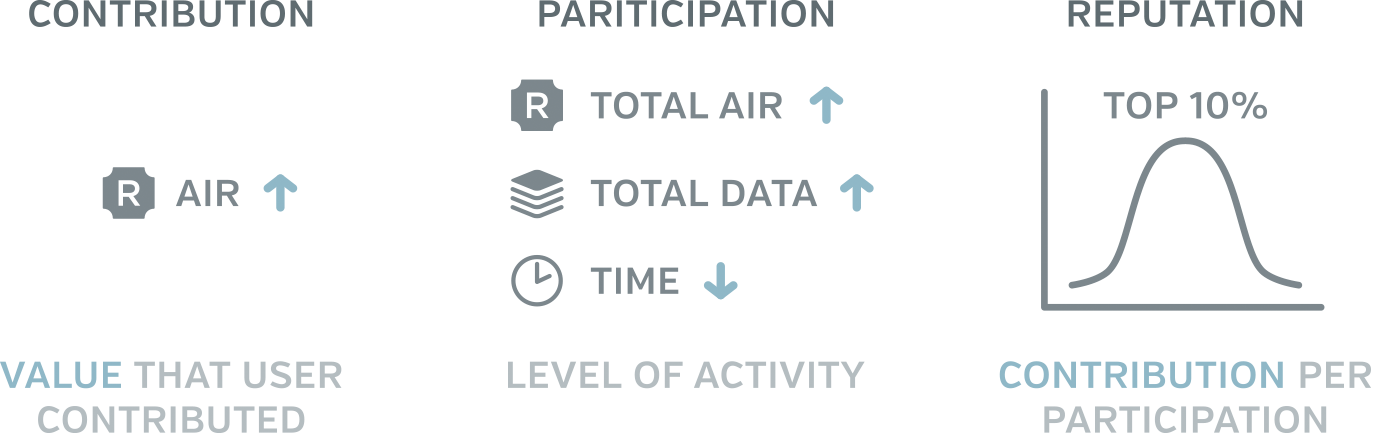 CONTRIBUTION
R AIR
VALUE THAT USER
CONTRIBUTED
PARITICIPATION
R TOTAL AIR
TOTAL DATA
TIME
LEVEL OF ACTIVITY
REPUTATION
TOP 10%
CONTRIBUTION PER
PARTICIPATION